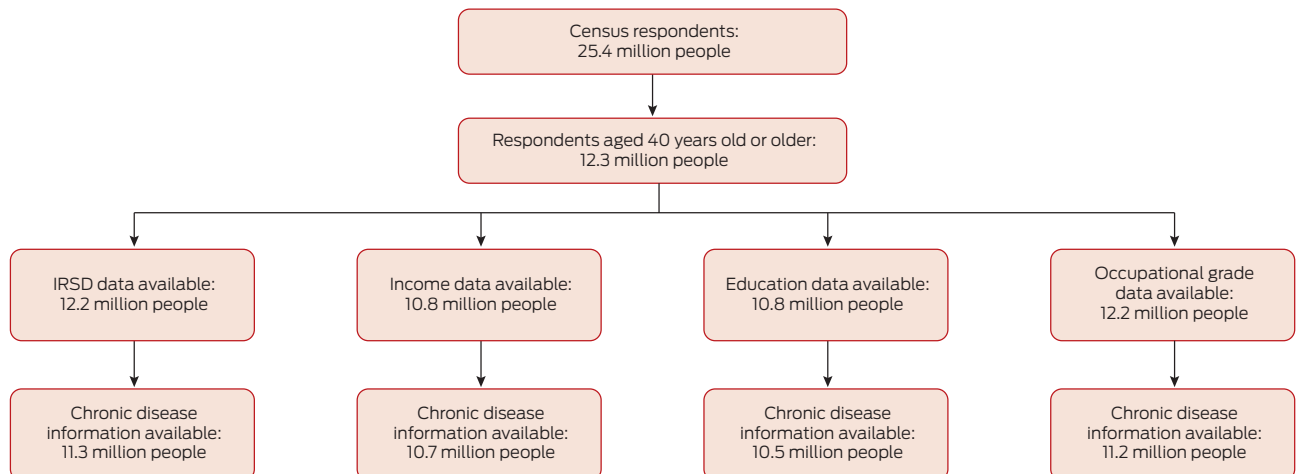 Census respondents:
25.4 million people
Respondents aged 40 years old or older:
12.3 million people
IRSD data available:
12.2 million people
Income data available:
10.8 million people
Education data available:
10.8 million people
Occupational grade
data available:
12.2 million people
Chronic disease
information available:
11.3 million people
Chronic disease
information available:
10.7 million people
Chronic disease
information available:
10.5 million people
Chronic disease
information available:
11.2 million people